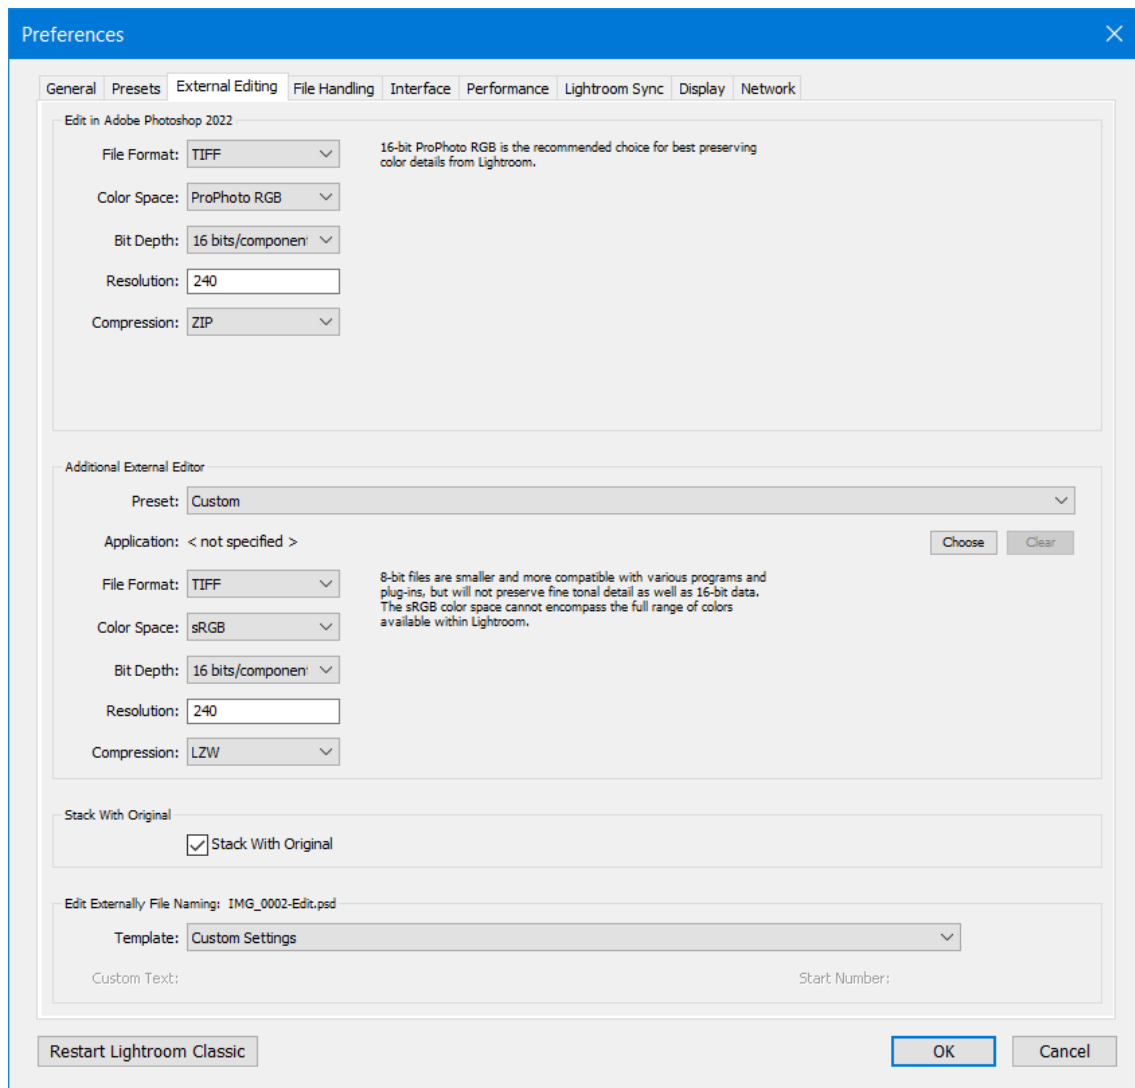 Preferences
General Presets External Editing File Handling Interface Performance Lightroom Sync Display Network
Edit in Adobe Photoshop 2022
File Format: TIFF
16-bit ProPhoto RGB is the recommended choice for best preserving
color details from Lightroom.
Color Space: ProPhoto RGB
Bit Depth: 16 bits/component
Resolution: 240
Compression: ZIP
Additional External Editor
Preset: Custom
Application: < not specified > Choose Clear
File Format: TIFF
8-bit files are smaller and more compatible with various programs and
plug-ins, but will not preserve fine tonal detail as well as 16-bit data.
The sRGB color space cannot encompass the full range of colors
available within Lightroom.
Color Space: sRGB
Bit Depth: 16 bits/component
Resolution: 240
Compression: LZW
Stack With Original
Stack With Original
Edit Externally File Naming: IMG_0002-Edit.psd
Template: Custom Settings
Custom Text: Start Number:
Restart Lightroom Classic OK Cancel